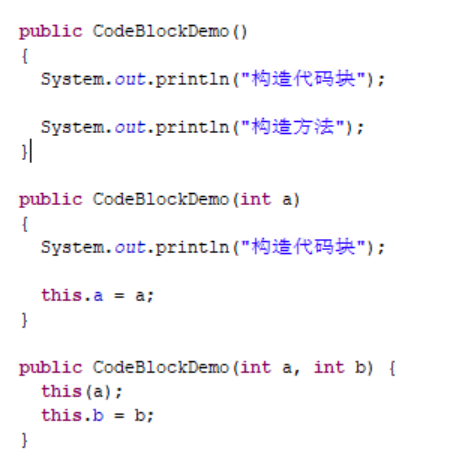 public CodeBlockDemo()
{
System.out.println("构造代码块");
System.out.println("构造方法");
}
public CodeBlockDemo(int a)
{
System.out.println("构造代码块");
this.a = a;
}
public CodeBlockDemo(int a, int b) {
this(a);
this.b = b;
}